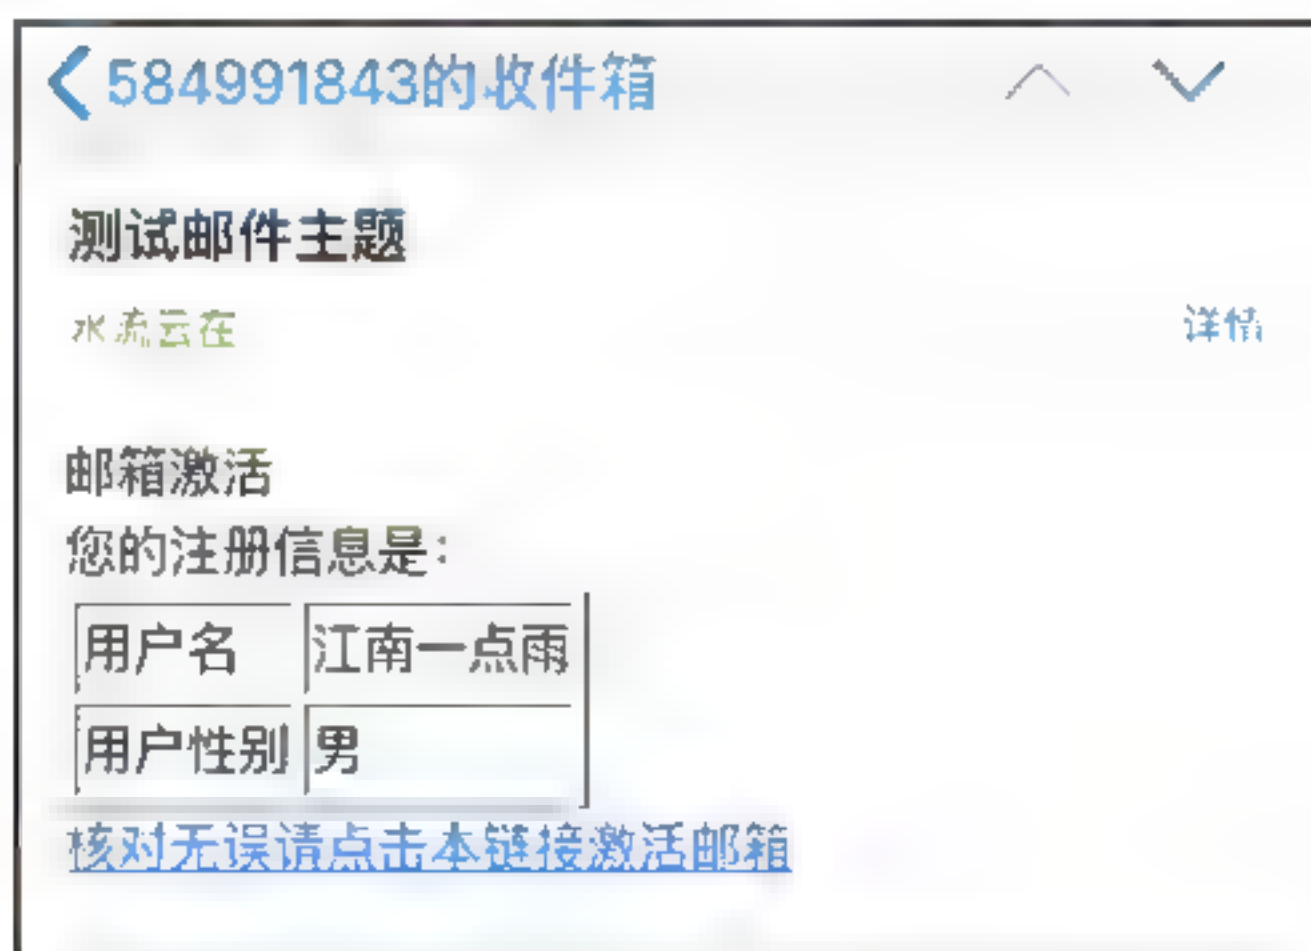 584991843的收件箱
测试邮件主题
水流云在 详情
邮箱激活
您的注册信息是：
用户名 江南一点雨
用户性别 男
核对无误请点击本链接激活邮箱